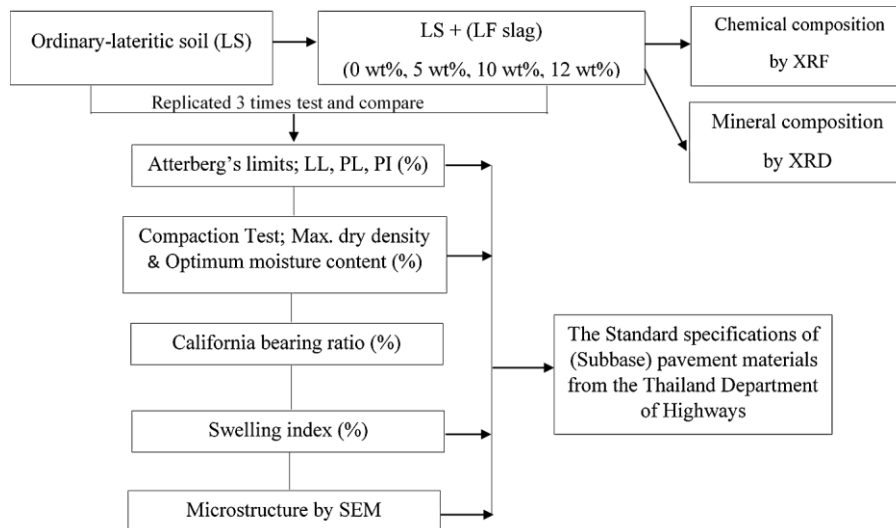 Ordinary-lateritic soil (LS)
LS + (LF slag)
(0 wt%, 5 wt%, 10 wt%, 12 wt%)
Chemical composition
by XRF
Replicated 3 times test and compare
Mineral composition
by XRD
Atterberg’s limits; LL, PL, PI (%)
Compaction Test; Max. dry density
& Optimum moisture content (%)
California bearing ratio (%)
The Standard specifications of
(Subbase) pavement materials
from the Thailand Department
of Highways
Swelling index (%)
Microstructure by SEM